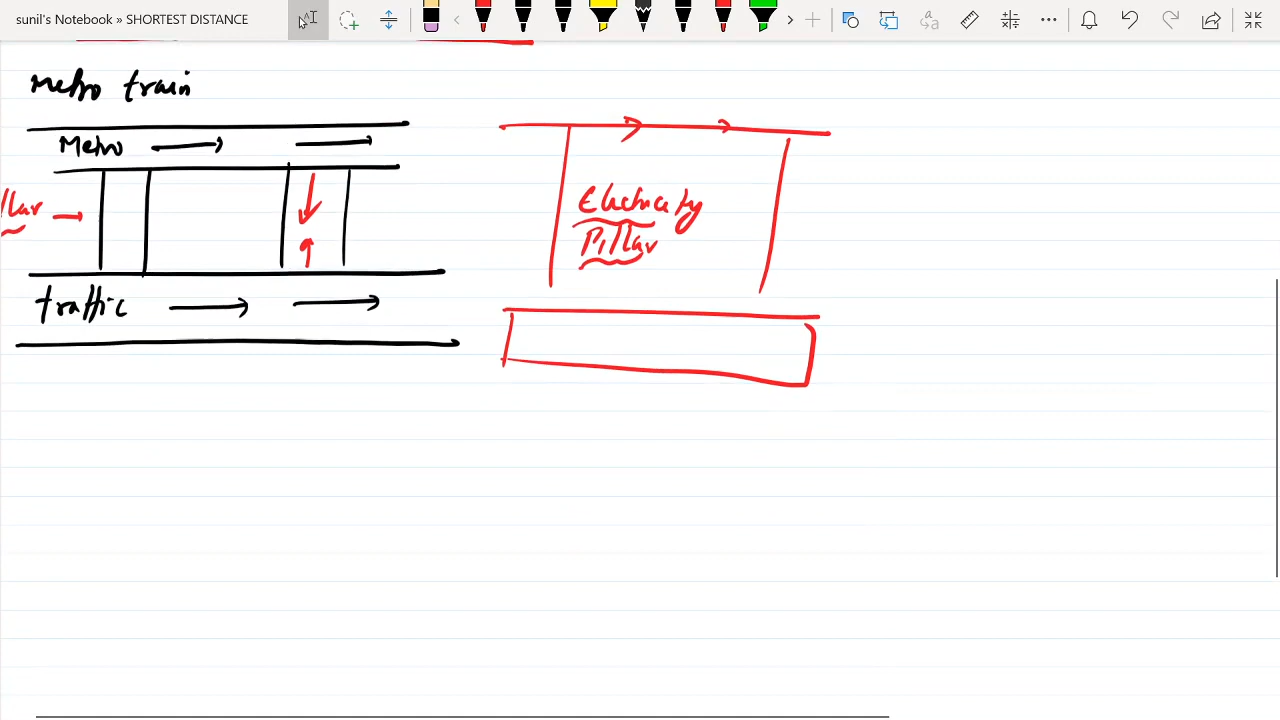 sunil's Notebook » SHORTEST DISTANCE
Metro train
Metro
llar
Electricity
Pillar
traffic